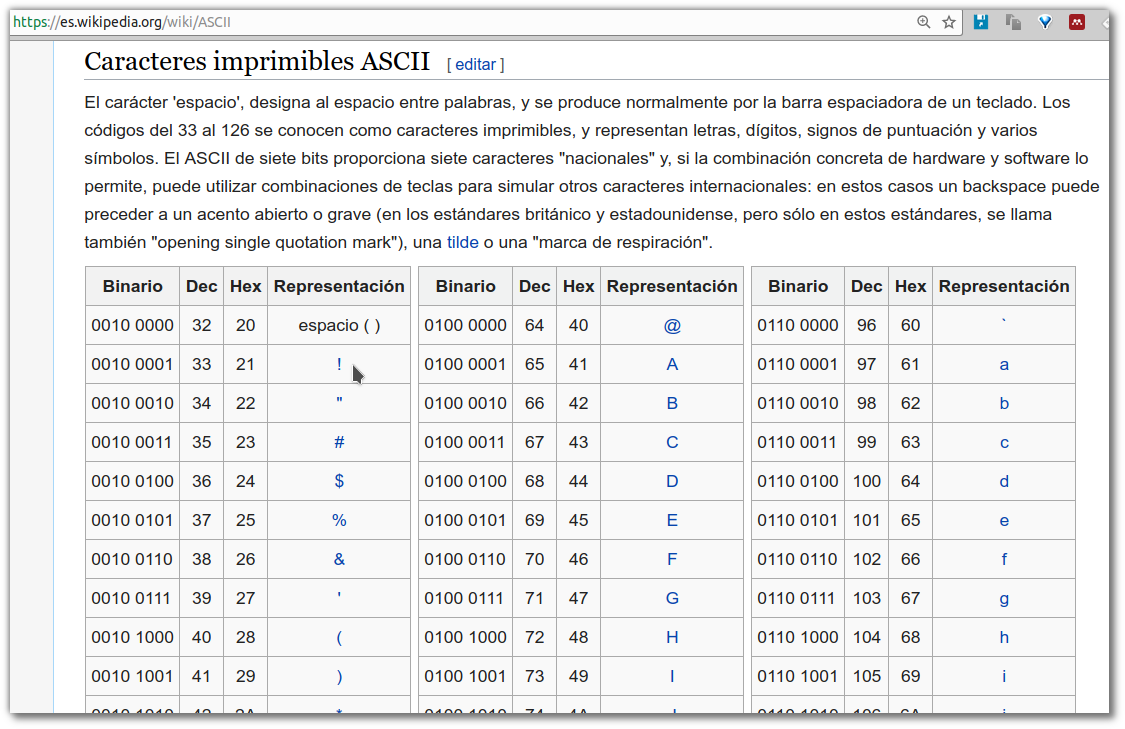 https://es.wikipedia.org/wiki/ASCII
Caracteres imprimibles ASCII [ editar ]
El carácter 'espacio', designa al espacio entre palabras, y se produce normalmente por la barra espaciadora de un teclado. Los
códigos del 33 al 126 se conocen como caracteres imprimibles, y representan letras, dígitos, signos de puntuación y varios
símbolos. El ASCII de siete bits proporciona siete caracteres "nacionales" y, si la combinación concreta de hardware y software lo
permite, puede utilizar combinaciones de teclas para simular otros caracteres internacionales: en estos casos un backspace puede
preceder a un acento abierto o grave (en los estándares británico y estadounidense, pero sólo en estos estándares, se llama
también "opening single quotation mark"), una tilde o una "marca de respiración".
Binario Dec Hex Representación Binario Dec Hex Representación Binario Dec Hex Representación
0010 0000 32 20 espacio ( ) 0100 0000 64 40 @ 0110 0000 96 60 `
0010 0001 33 21 ! 0100 0001 65 41 A 0110 0001 97 61 a
0010 0010 34 22 " 0100 0010 66 42 B 0110 0010 98 62 b
0010 0011 35 23 # 0100 0011 67 43 C 0110 0011 99 63 c
0010 0100 36 24 $ 0100 0100 68 44 D 0110 0100 100 64 d
0010 0101 37 25 % 0100 0101 69 45 E 0110 0101 101 65 e
0010 0110 38 26 & 0100 0110 70 46 F 0110 0110 102 66 f
0010 0111 39 27 ' 0100 0111 71 47 G 0110 0111 103 67 g
0010 1000 40 28 ( 0100 1000 72 48 H 0110 1000 104 68 h
0010 1001 41 29 ) 0100 1001 73 49 I 0110 1001 105 69 i